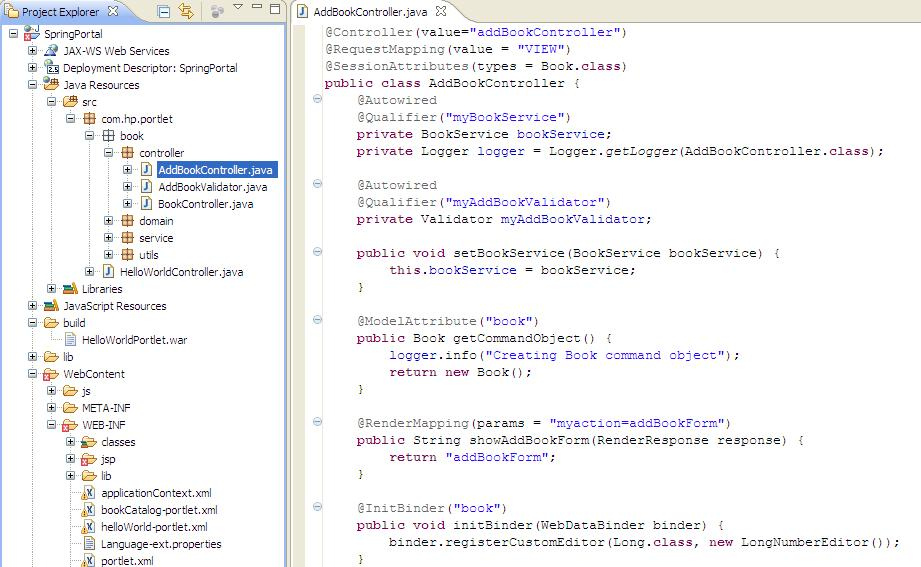 Project Explorer
SpringPortal
JAX-WS Web Services
Deployment Descriptor: SpringPortal
Java Resources
src
com.hp.portlet
book
controller
AddBookController.java
AddBookValidator.java
BookController.java
domain
service
utils
HelloWorldController.java
Libraries
JavaScript Resources
build
HelloWorldPortlet.war
lib
WebContent
js
META-INF
WEB-INF
classes
jsp
lib
applicationContext.xml
bookCatalog-portlet.xml
helloWorld-portlet.xml
Language-ext.properties
portlet.xml
AddBookController.java
@Controller(value="addBookController")
@RequestMapping(value = "VIEW")
@SessionAttributes(types = Book.class)
public class AddBookController {
@Autowired
@Qualifier("myBookService")
private BookService bookService;
private Logger logger = Logger.getLogger(AddBookController.class);
@Autowired
@Qualifier("myAddBookValidator")
private Validator myAddBookValidator;
public void setBookService(BookService bookService) {
this.bookService = bookService;
}
@ModelAttribute("book")
public Book getCommandObject() {
logger.info("Creating Book command object");
return new Book();
}
@RenderMapping(params = "myaction=addBookForm")
public String showAddBookForm(RenderResponse response) {
return "addBookForm";
}
@InitBinder("book")
public void initBinder(WebDataBinder binder) {
binder.registerCustomEditor(Long.class, new LongNumberEditor());
}